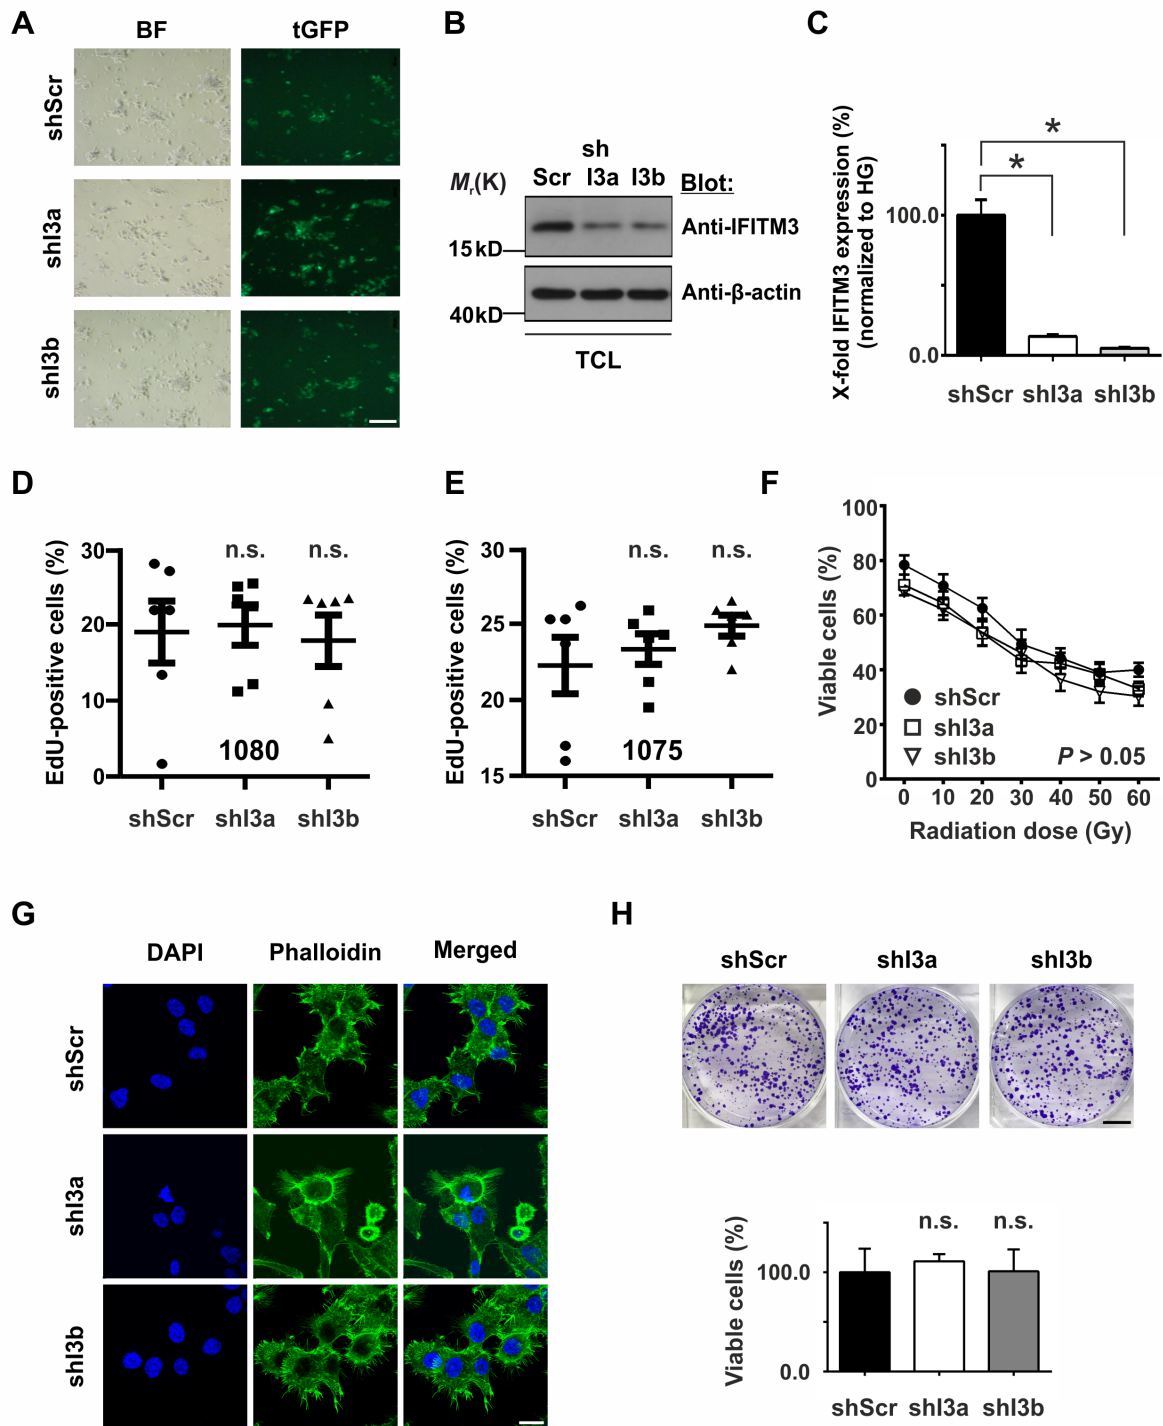 A
BF
tGFP
shScr
shI3a
shI3b
B
sh
Mr(K)
Scr
I3a
I3b
Blot:
Anti-IFITM3
15 kD
Anti-β-actin
40 kD
TCL
C
X-fold IFITM3 expression (%)
(normalized to HG)
*
*
100.0
0.0
shScr
shI3a
shI3b
D
EdU-positive cells (%)
30
20
10
0
n.s.
n.s.
1080
shScr
shI3a
shI3b
E
EdU-positive cells (%)
30
25
20
15
n.s.
n.s.
1075
shScr
shI3a
shI3b
F
Viable cells (%)
100
80
60
40
20
0
shScr
shI3a
shI3b
P > 0.05
0 10 20 30 40 50 60
Radiation dose (Gy)
G
DAPI
Phalloidin
Merged
shScr
shI3a
shI3b
H
shScr
shI3a
shI3b
Viable cells (%)
100.0
0.0
n.s.
n.s.
shScr
shI3a
shI3b